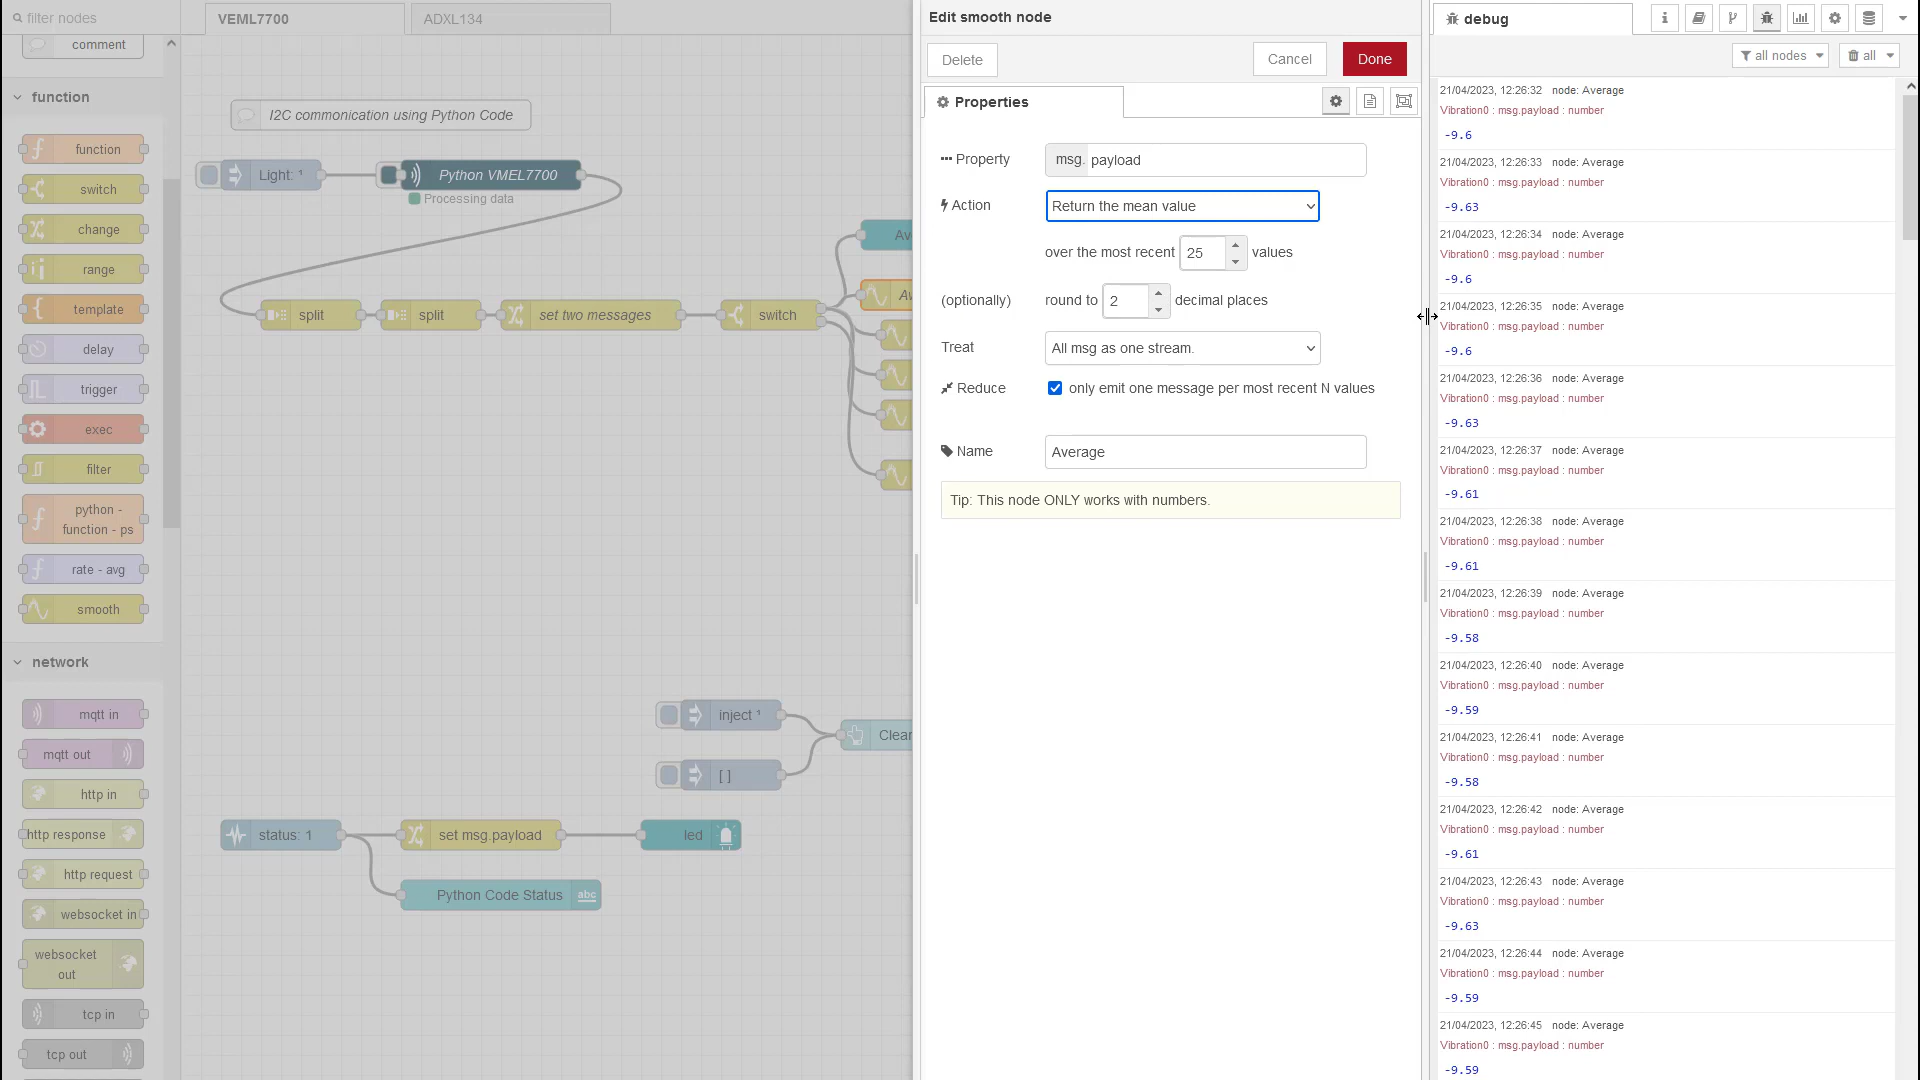 filter nodes
comment
function
function
switch
change
range
template
delay
trigger
exec
filter
python -
function - ps
rate - avg
smooth
network
mqtt in
mqtt out
http in
http response
http request
websocket in
websocket
out
tcp in
tcp out
VEML7700
ADXL134
I2C commonication using Python Code
Light: ¹
Python VMEL7700
Processing data
split
split
set two messages
switch
inject ¹
[ ]
Clear
status: 1
set msg.payload
led
Python Code Status
abc
Edit smooth node
Delete
Cancel
Done
Properties
Property
msg. payload
Action
Return the mean value
over the most recent 25 values
(optionally)
round to 2 decimal places
Treat
All msg as one stream.
Reduce
only emit one message per most recent N values
Name
Average
Tip: This node ONLY works with numbers.
debug
all nodes
all
21/04/2023, 12:26:32 node: Average
Vibration0 : msg.payload : number
-9.6
21/04/2023, 12:26:33 node: Average
Vibration0 : msg.payload : number
-9.63
21/04/2023, 12:26:34 node: Average
Vibration0 : msg.payload : number
-9.6
21/04/2023, 12:26:35 node: Average
Vibration0 : msg.payload : number
-9.6
21/04/2023, 12:26:36 node: Average
Vibration0 : msg.payload : number
-9.63
21/04/2023, 12:26:37 node: Average
Vibration0 : msg.payload : number
-9.61
21/04/2023, 12:26:38 node: Average
Vibration0 : msg.payload : number
-9.61
21/04/2023, 12:26:39 node: Average
Vibration0 : msg.payload : number
-9.58
21/04/2023, 12:26:40 node: Average
Vibration0 : msg.payload : number
-9.59
21/04/2023, 12:26:41 node: Average
Vibration0 : msg.payload : number
-9.58
21/04/2023, 12:26:42 node: Average
Vibration0 : msg.payload : number
-9.61
21/04/2023, 12:26:43 node: Average
Vibration0 : msg.payload : number
-9.63
21/04/2023, 12:26:44 node: Average
Vibration0 : msg.payload : number
-9.59
21/04/2023, 12:26:45 node: Average
Vibration0 : msg.payload : number
-9.59